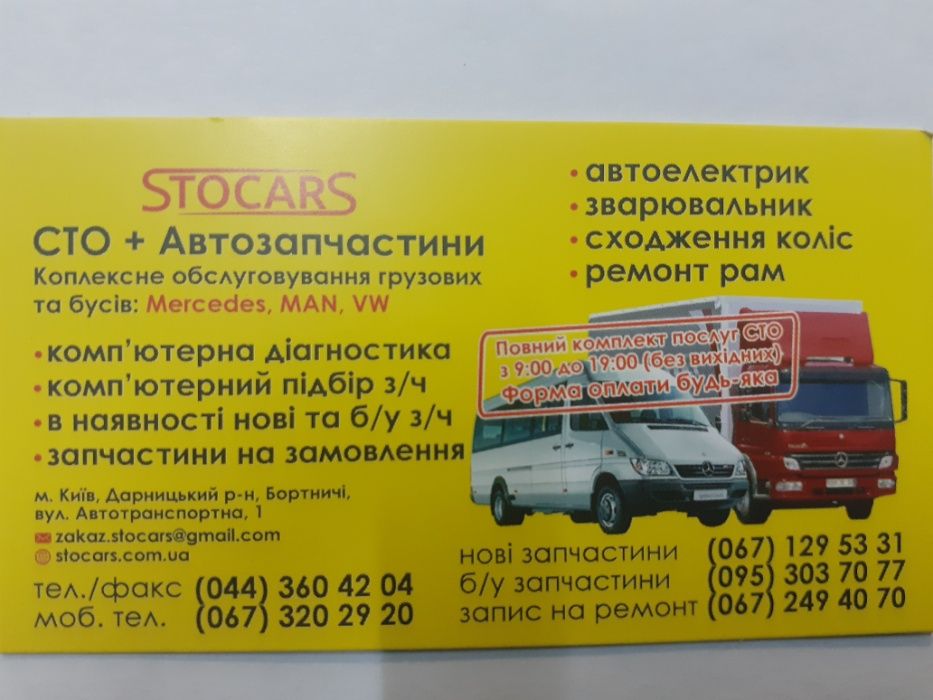 STOCARS
СТО + Автозапчастини
Коплексне обслуговування грузових
та бусів: Mercedes, MAN, VW
• комп'ютерна діагностика
• комп'ютерний підбір з/ч
• в наявності нові та б/у з/ч
• запчастини на замовлення
м. Київ, Дарницький р-н, Бортничі,
вул. Автотранспортна, 1
zakaz.stocars@gmail.com
stocars.com.ua
тел./факс (044) 360 42 04
моб. тел. (067) 320 29 20
• автоелектрик
• зварювальник
• сходження коліс
• ремонт рам
Повний комплект послуг СТО
з 9:00 до 19:00 (без вихідних)
Форма оплати будь-яка
нові запчастини (067) 129 53 31
б/у запчастини (095) 303 70 77
запис на ремонт (067) 249 40 70